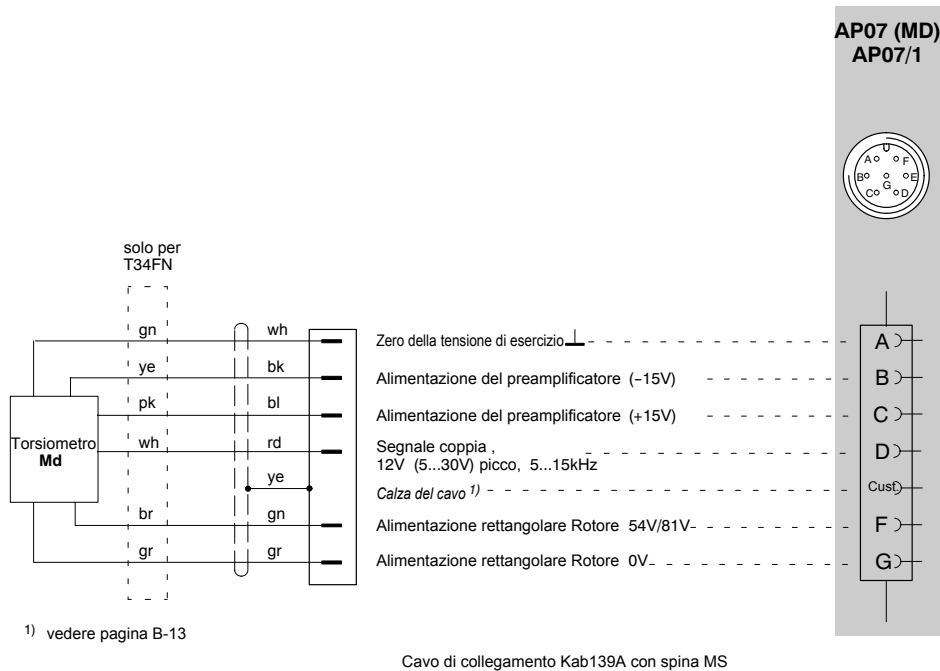 AP07 (MD)
AP07/1
U
A F
B E
G
C D
solo per
T34FN
gn wh Zero della tensione di esercizio A
ye bk Alimentazione del preamplificatore (–15V) B
pk bl Alimentazione del preamplificatore (+15V) C
Torsiometro
Md
wh rd Segnale coppia ,
12V (5...30V) picco, 5...15kHz D
ye Calza del cavo 1) Cust
br gn Alimentazione rettangolare Rotore 54V/81V F
gr gr Alimentazione rettangolare Rotore 0V G
1) vedere pagina B-13
Cavo di collegamento Kab139A con spina MS